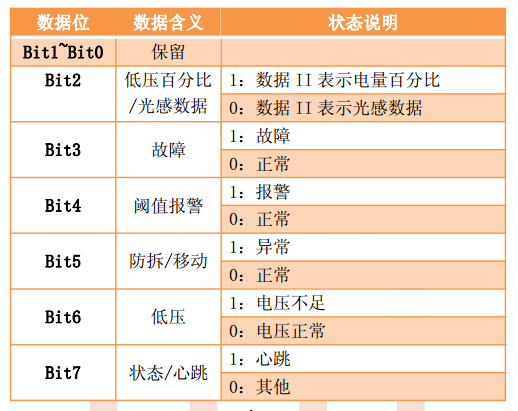 数据位 数据含义 状态说明
Bit1~Bit0 保留
Bit2 低压百分比/光感数据 1：数据 II 表示电量百分比
0：数据 II 表示光感数据
Bit3 故障 1：故障
0：正常
Bit4 阈值报警 1：报警
0：正常
Bit5 防拆/移动 1：异常
0：正常
Bit6 低压 1：电压不足
0：电压正常
Bit7 状态/心跳 1：心跳
0：其他